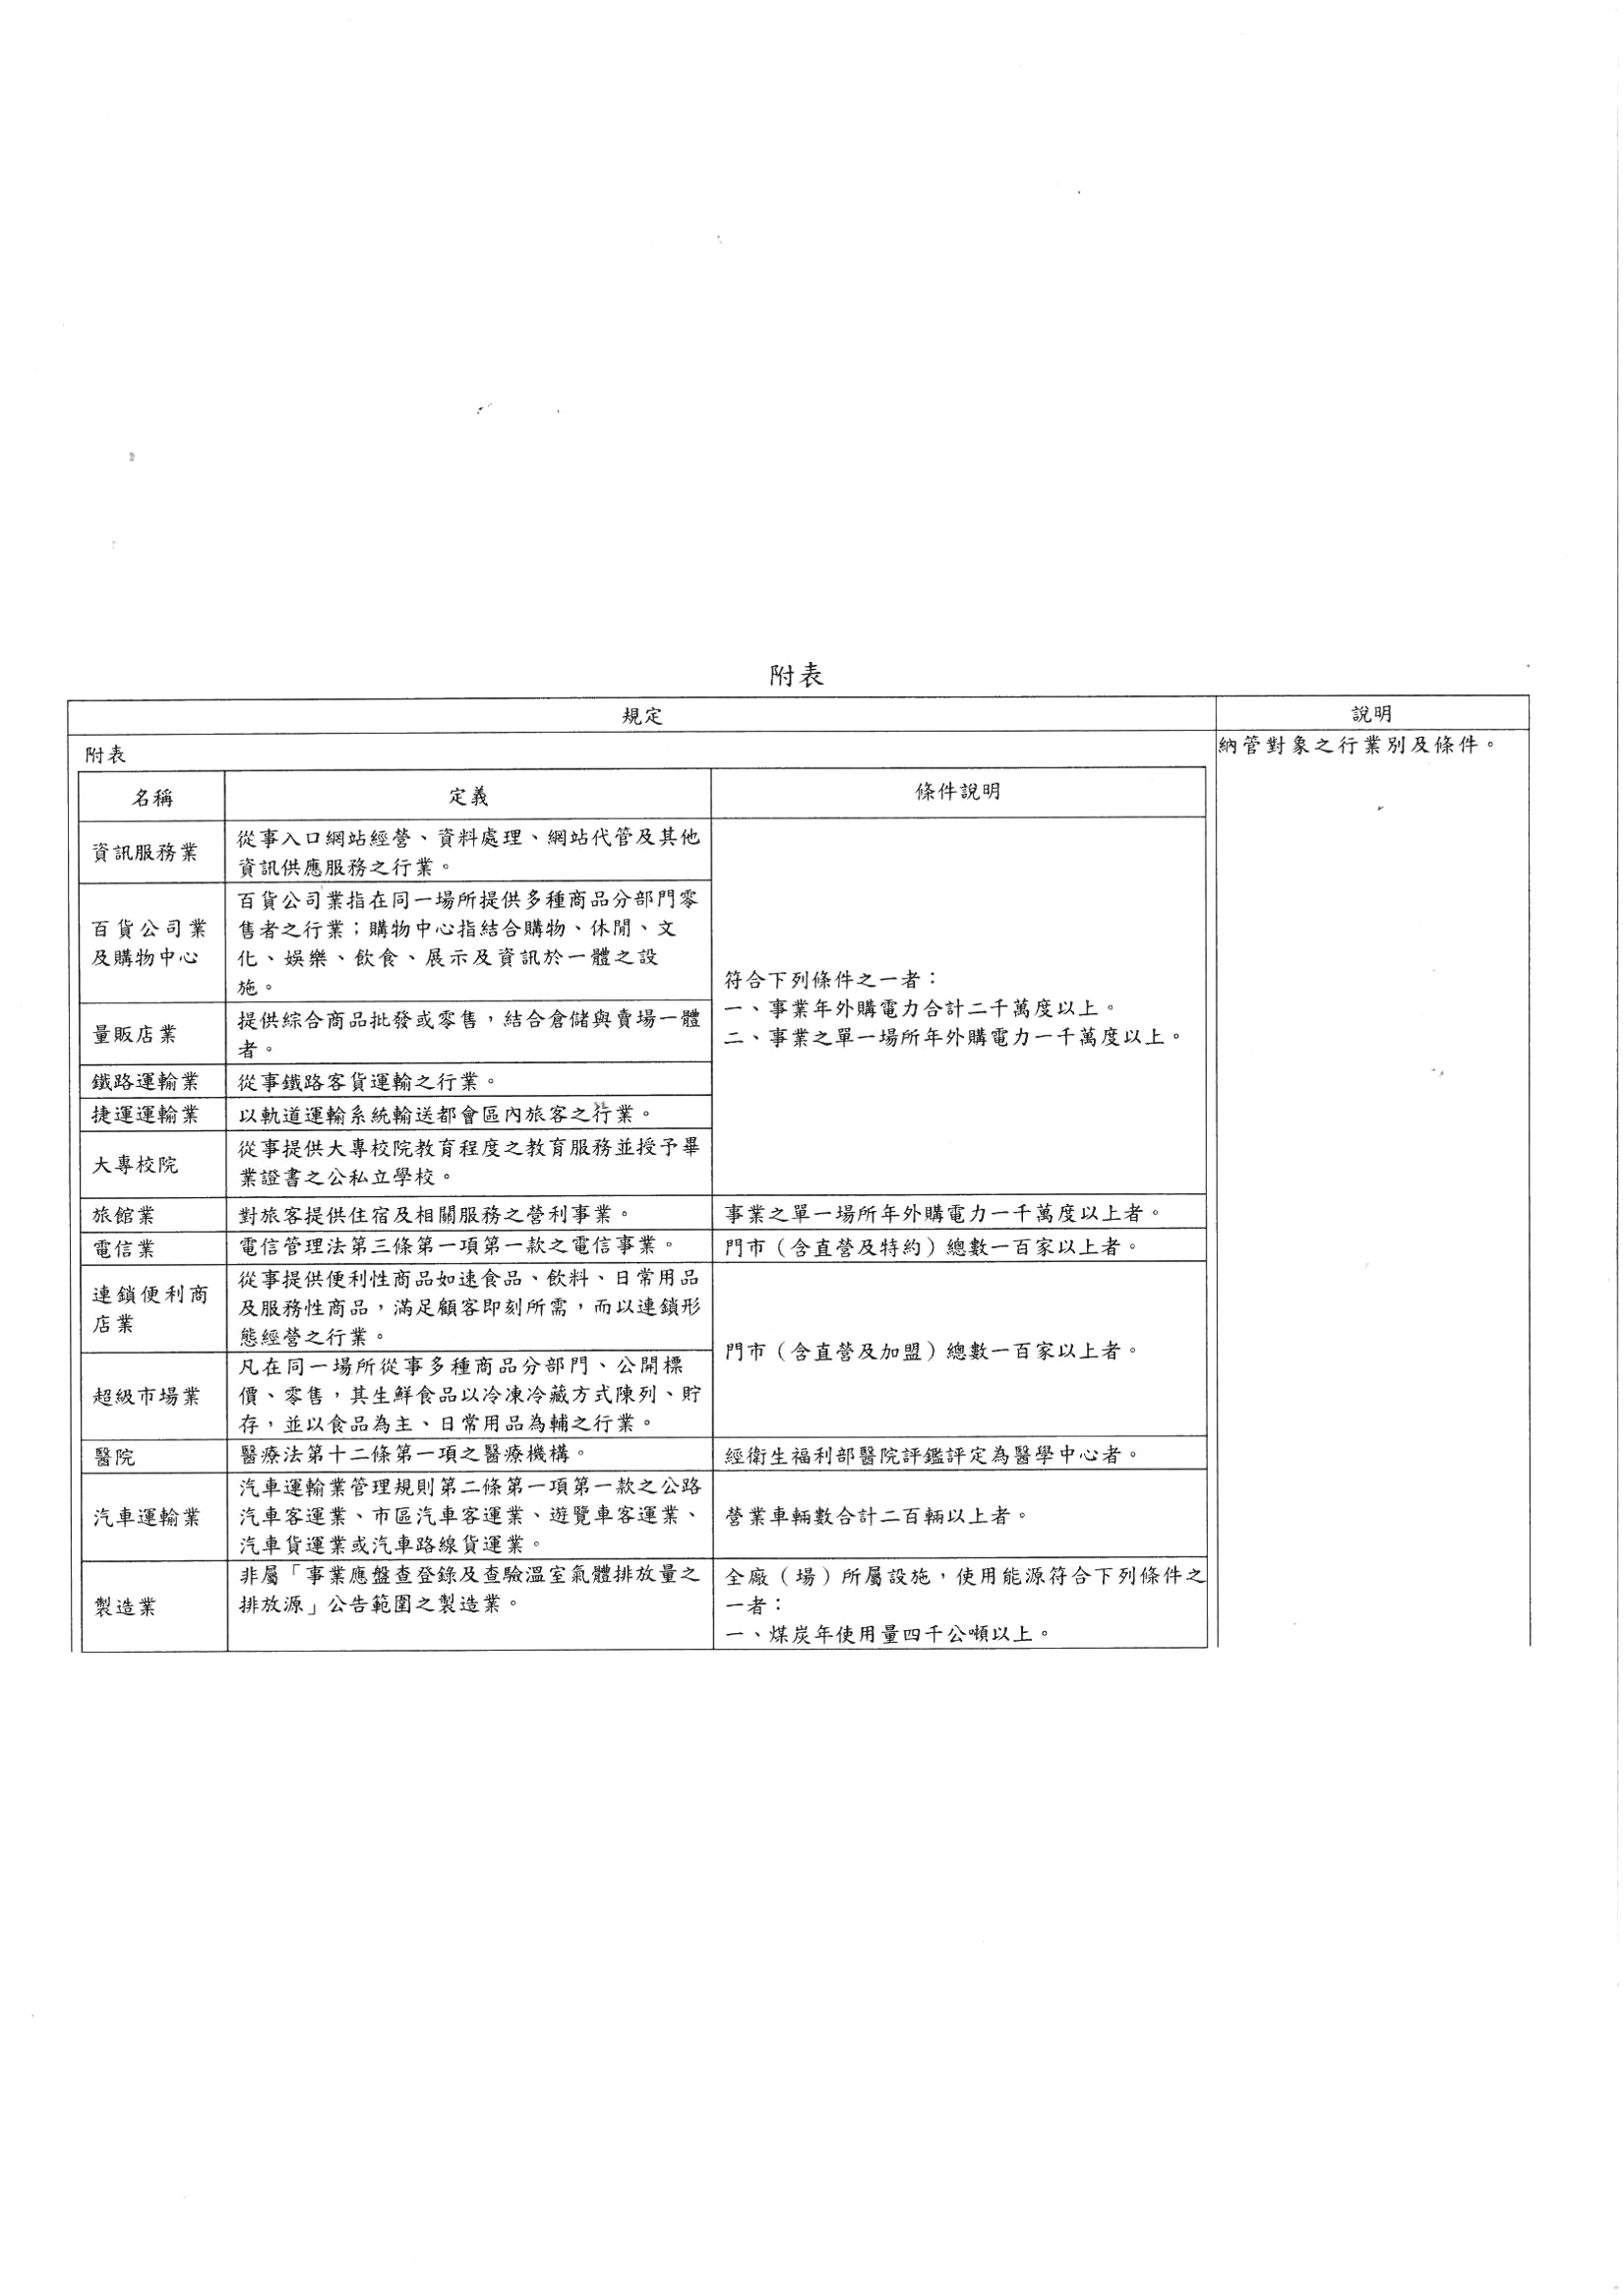 附表
規定
說明
附表
納管對象之行業別及條件。
名稱
定義
條件說明
資訊服務業
從事入口網站經營、資料處理、網站代管及其他
資訊供應服務之行業。
百貨公司業
及購物中心
百貨公司業指在同一場所提供多種商品分部門零
售者之行業；購物中心指結合購物、休閒、文
化、娛樂、飲食、展示及資訊於一體之設
施。
量販店業
提供綜合商品批發或零售，結合倉儲與賣場一體
者。
鐵路運輸業
從事鐵路客貨運輸之行業。
捷運運輸業
以軌道運輸系統輸送都會區內旅客之行業。
大專校院
從事提供大專校院教育程度之教育服務並授予畢
業證書之公私立學校。
符合下列條件之一者：
一、事業年外購電力合計二千萬度以上。
二、事業之單一場所年外購電力一千萬度以上。
旅館業
對旅客提供住宿及相關服務之營利事業。
事業之單一場所年外購電力一千萬度以上者。
電信業
電信管理法第三條第一項第一款之電信事業。
門市（含直營及特約）總數一百家以上者。
連鎖便利商
店業
從事提供便利性商品如速食品、飲料、日常用品
及服務性商品，滿足顧客即刻所需，而以連鎖形
態經營之行業。
超級市場業
凡在同一場所從事多種商品分部門、公開標
價、零售，其生鮮食品以冷凍冷藏方式陳列、貯
存，並以食品為主、日常用品為輔之行業。
門市（含直營及加盟）總數一百家以上者。
醫院
醫療法第十二條第一項之醫療機構。
經衛生福利部醫院評鑑評定為醫學中心者。
汽車運輸業
汽車運輸業管理規則第二條第一項第一款之公路
汽車客運業、市區汽車客運業、遊覽車客運業、
汽車貨運業或汽車路線貨運業。
營業車輛數合計二百輛以上者。
製造業
非屬「事業應盤查登錄及查驗溫室氣體排放量之
排放源」公告範圍之製造業。
全廠（場）所屬設施，使用能源符合下列條件之
一者：
一、煤炭年使用量四千公噸以上。